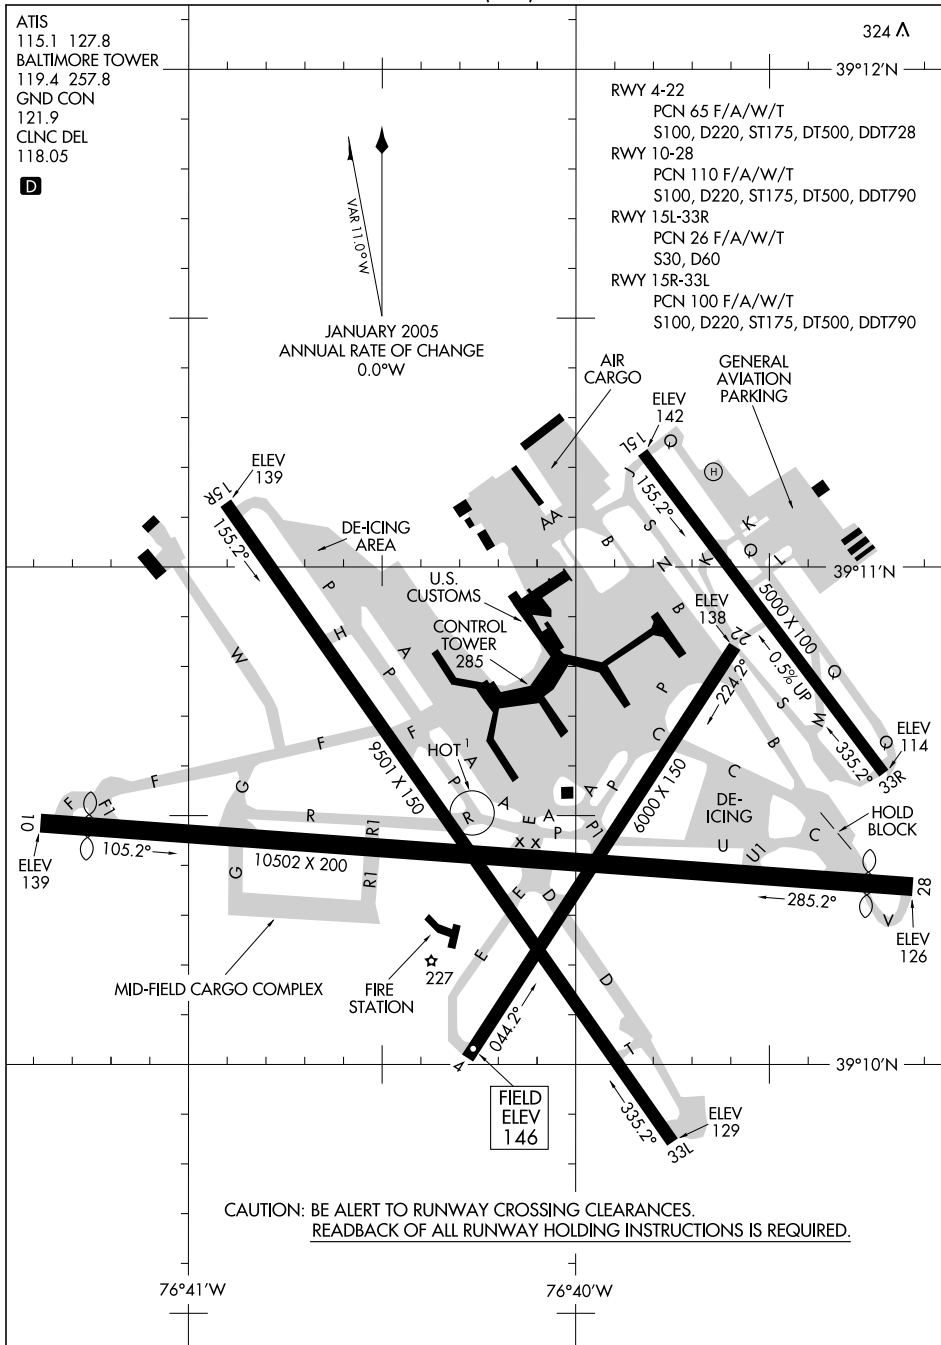 ATIS
115.1 127.8
BALTIMORE TOWER
119.4 257.8
GND CON
121.9
CLNC DEL
118.05
D
324
39°12'N
RWY 4-22
PCN 65 F/A/W/T
S100, D220, ST175, DT500, DDT728
RWY 10-28
PCN 110 F/A/W/T
S100, D220, ST175, DT500, DDT790
RWY 15L-33R
PCN 26 F/A/W/T
S30, D60
RWY 15R-33L
PCN 100 F/A/W/T
S100, D220, ST175, DT500, DDT790
VAR 11.0°W
JANUARY 2005
ANNUAL RATE OF CHANGE
0.0°W
AIR
CARGO
GENERAL
AVIATION
PARKING
ELEV
142
15L
Q
H
ELEV
139
15R
155.2°
J
155.2°
DE-ICING
AREA
AA
B
S
N
K
K
Q
L
39°11'N
U.S.
CUSTOMS
P
H
A
P
CONTROL
TOWER
285
B
ELEV
138
22
5000 X 100
0.5% UP
W
P
224.2°
S
M
Q
F
F
F
C
C
B
335.2°
Q
ELEV
114
33R
HOT 1
A
P
9501 X 150
6000 X 150
G
F
F1
R
R1
R
A
E
A
P
A
P
P1
DE-
ICING
U
U1
C
HOLD
BLOCK
10
105.2°
10502 X 200
X X
ELEV
139
G
R1
E
D
285.2°
V
28
ELEV
126
MID-FIELD CARGO COMPLEX
FIRE
STATION
227
E
D
044.2°
T
4
39°10'N
FIELD
ELEV
146
335.2°
ELEV
129
33L
CAUTION: BE ALERT TO RUNWAY CROSSING CLEARANCES.
READBACK OF ALL RUNWAY HOLDING INSTRUCTIONS IS REQUIRED.
76°41'W
76°40'W